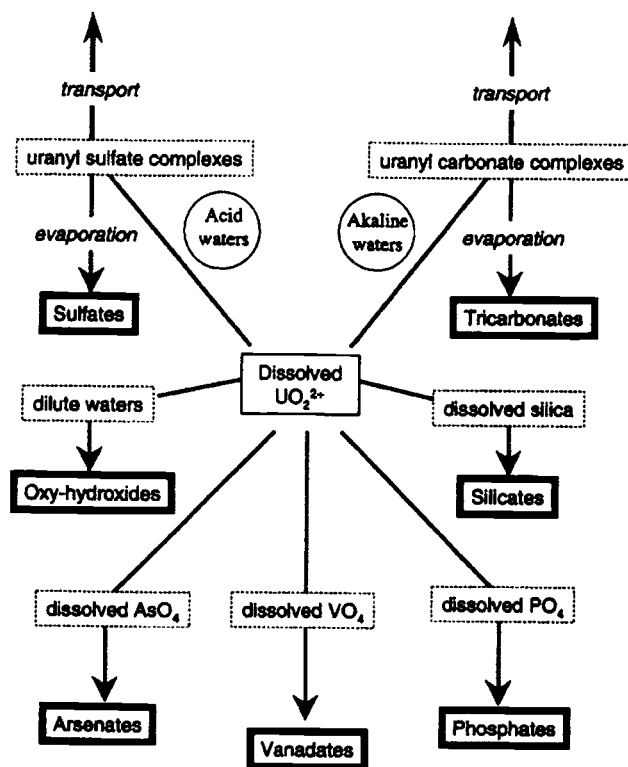 transport
transport
uranyl sulfate complexes
uranyl carbonate complexes
Acid
waters
Akaline
waters
evaporation
evaporation
Sulfates
Tricarbonates
Dissolved
UO₂²⁺
dilute waters
dissolved silica
Oxy-hydroxides
Silicates
dissolved AsO₄
dissolved VO₄
dissolved PO₄
Arsenates
Vanadates
Phosphates